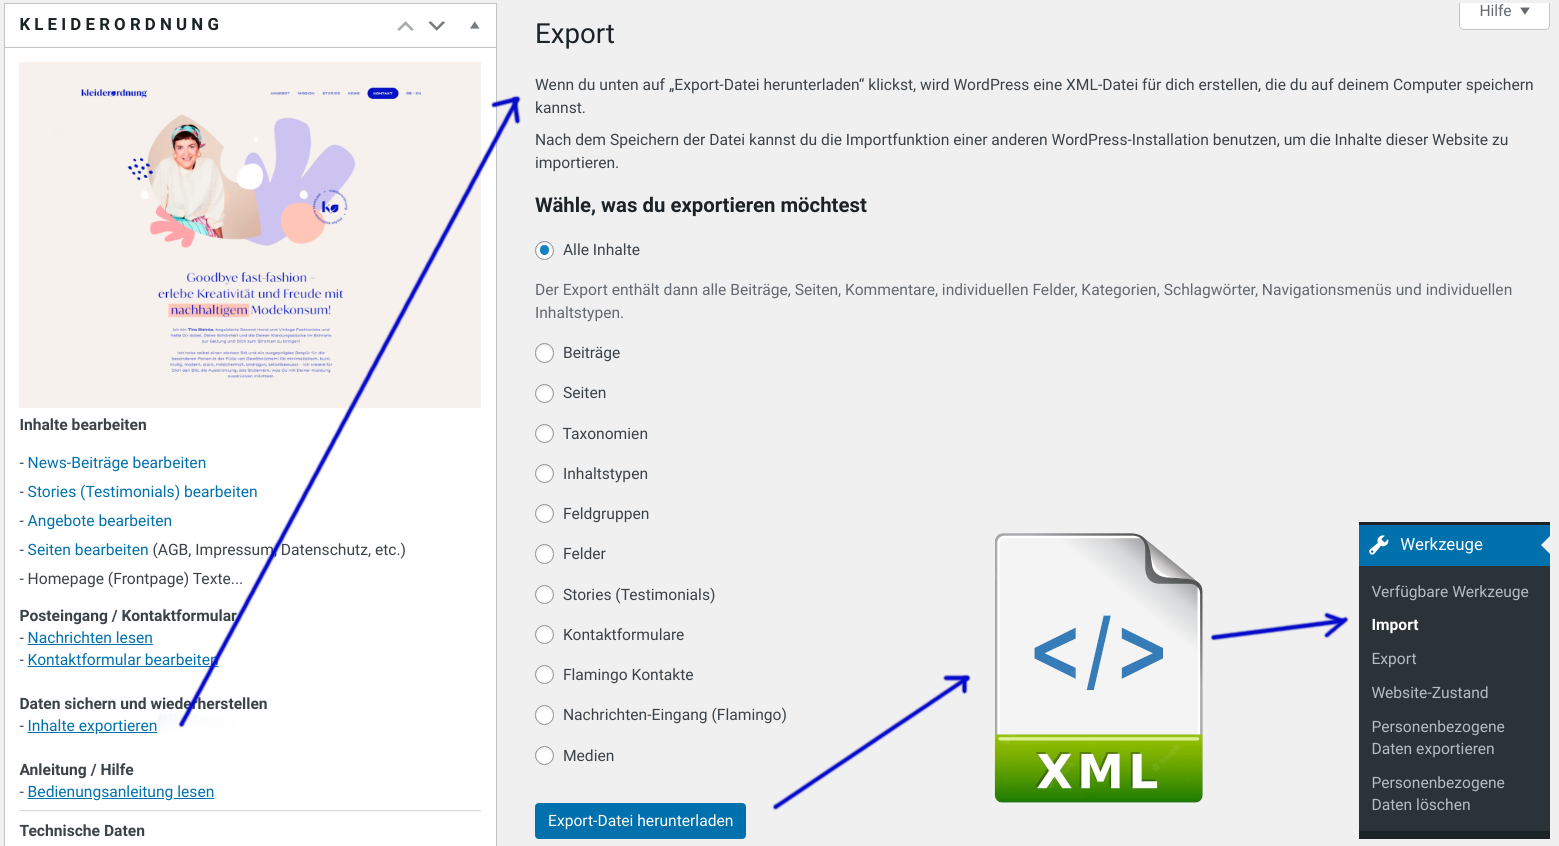 KLEIDERORDNUNG
kleiderordnung
ANGEBOT MISSION STORIES NEWS KONTAKT DE / EN
Goodbye fast-fashion –
erlebe Kreativität und Freude mit
nachhaltigem Modekonsum!
Inhalte bearbeiten
- News-Beiträge bearbeiten
- Stories (Testimonials) bearbeiten
- Angebote bearbeiten
- Seiten bearbeiten (AGB, Impressum, Datenschutz, etc.)
- Homepage (Frontpage) Texte...
Posteingang / Kontaktformular
- Nachrichten lesen
- Kontaktformular bearbeiten
Daten sichern und wiederherstellen
- Inhalte exportieren
Anleitung / Hilfe
- Bedienungsanleitung lesen
Technische Daten
Hilfe
Export
Wenn du unten auf „Export-Datei herunterladen“ klickst, wird WordPress eine XML-Datei für dich erstellen, die du auf deinem Computer speichern
kannst.
Nach dem Speichern der Datei kannst du die Importfunktion einer anderen WordPress-Installation benutzen, um die Inhalte dieser Website zu
importieren.
Wähle, was du exportieren möchtest
Alle Inhalte
Der Export enthält dann alle Beiträge, Seiten, Kommentare, individuellen Felder, Kategorien, Schlagwörter, Navigationsmenüs und individuellen
Inhaltstypen.
Beiträge
Seiten
Taxonomien
Inhaltstypen
Feldgruppen
Felder
Stories (Testimonials)
Kontaktformulare
Flamingo Kontakte
Nachrichten-Eingang (Flamingo)
Medien
Export-Datei herunterladen
</>
XML
Werkzeuge
Verfügbare Werkzeuge
Import
Export
Website-Zustand
Personenbezogene
Daten exportieren
Personenbezogene
Daten löschen